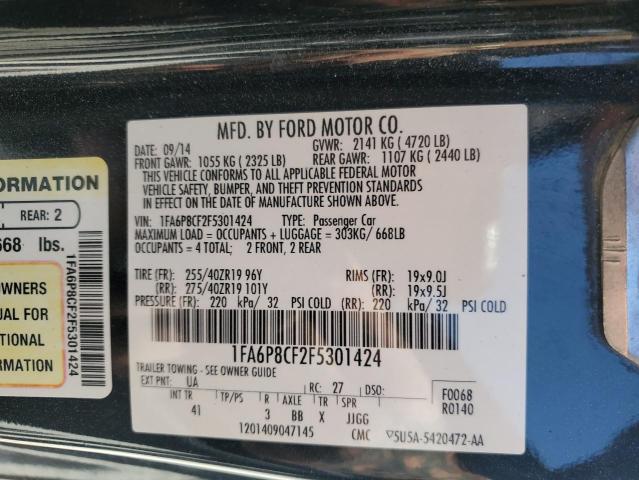 MFD. BY FORD MOTOR CO.
DATE: 09/14 GVWR: 2141 KG ( 4720 LB)
FRONT GAWR: 1055 KG ( 2325 LB) REAR GAWR: 1107 KG ( 2440 LB)
THIS VEHICLE CONFORMS TO ALL APPLICABLE FEDERAL MOTOR
VEHICLE SAFETY, BUMPER, AND THEFT PREVENTION STANDARDS
IN EFFECT ON THE DATE OF MANUFACTURE SHOWN ABOVE.
VIN: 1FA6P8CF2F5301424 TYPE: Passenger Car
MAXIMUM LOAD = OCCUPANTS + LUGGAGE = 303KG/ 668LB
OCCUPANTS = 4 TOTAL; 2 FRONT, 2 REAR
TIRE (FR): 255/40ZR19 96Y RIMS (FR): 19x9.0J
(RR): 275/40ZR19 101Y (RR): 19x9.5J
PRESSURE (FR): 220 kPa/ 32 PSI COLD (RR): 220 kPa/ 32 PSI COLD
1FA6P8CF2F5301424
TRAILER TOWING - SEE OWNER GUIDE
EXT PNT: UA RC: 27 DSO: F0068
INT TR TP/PS R AXLE TR SPR R0140
41 3 BB X JJGG
1201409047145 CMC 5U5A-5420472-AA
FORMATION
REAR: 2
668 lbs.
OWNERS
UAL FOR
TIONAL
1FA6P8CF2F5301424